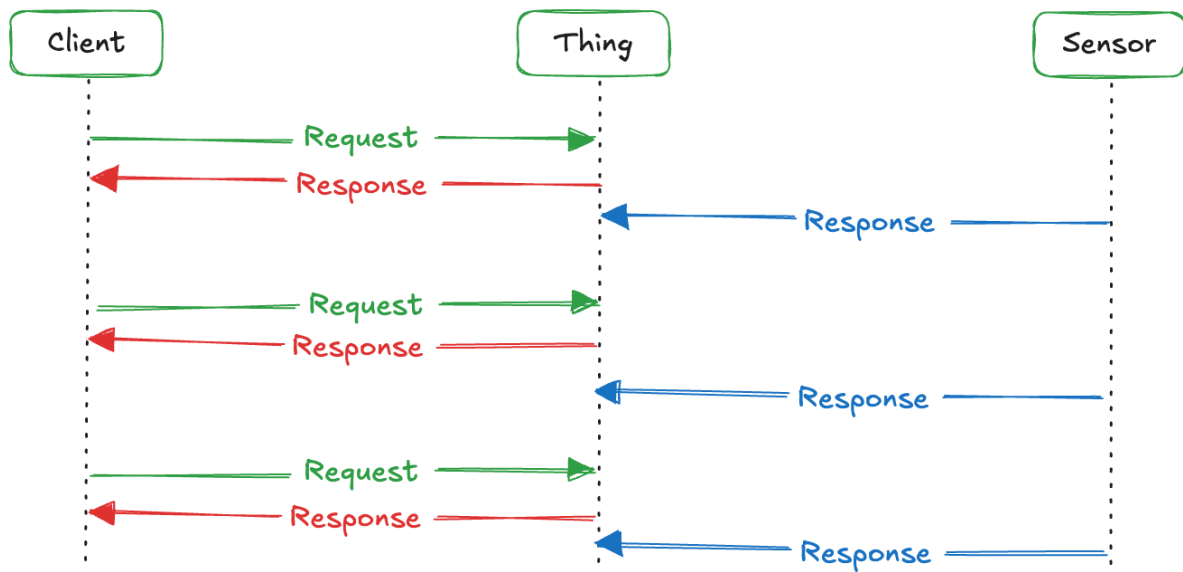 Client
Thing
Sensor
Request
Response
Response
Request
Response
Response
Request
Response
Response